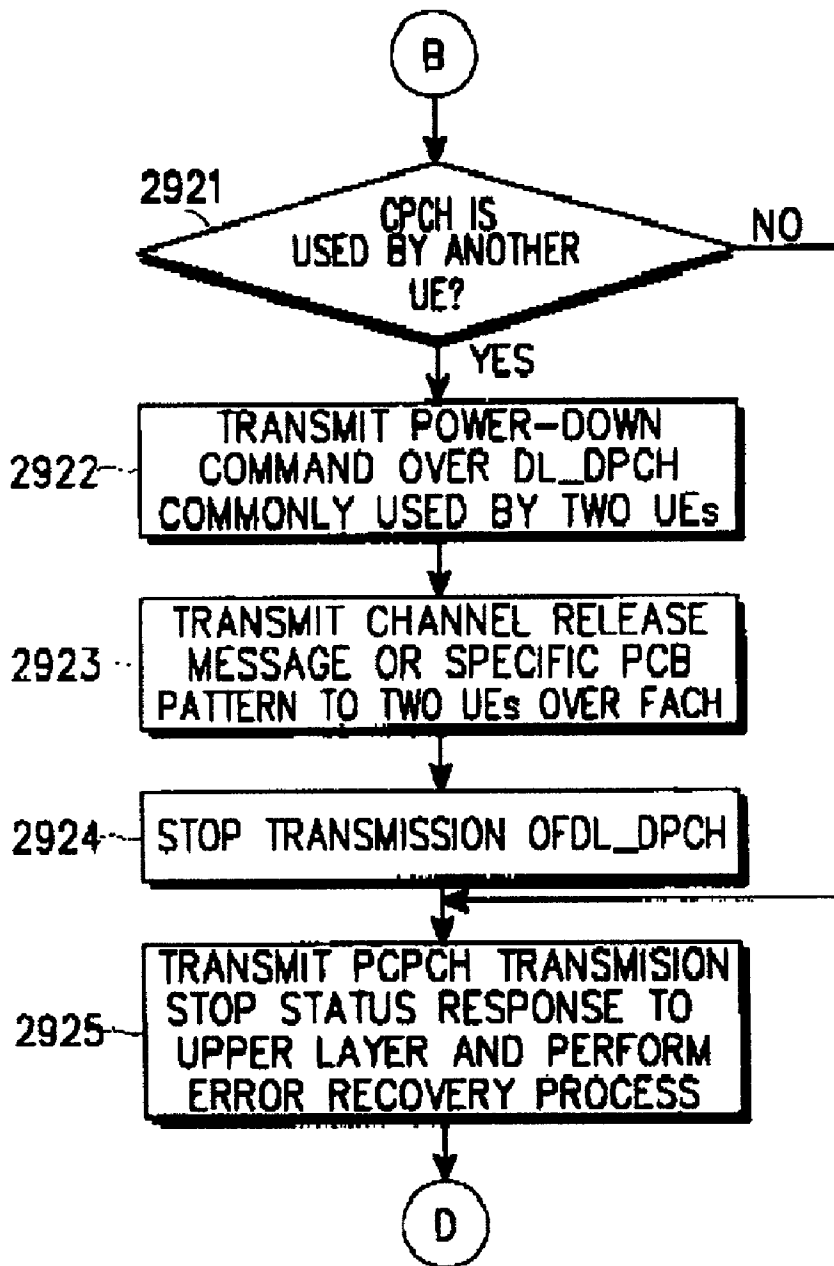 B
2921
CPCH IS
USED BY ANOTHER
UE?
NO
YES
2922
TRANSMIT POWER-DOWN
COMMAND OVER DL_DPCH
COMMONLY USED BY TWO UEs
2923
TRANSMIT CHANNEL RELEASE
MESSAGE OR SPECIFIC PCB
PATTERN TO TWO UEs OVER FACH
2924
STOP TRANSMISSION OFDL_DPCH
2925
TRANSMIT PCPCH TRANSMISION
STOP STATUS RESPONSE TO
UPPER LAYER AND PERFORM
ERROR RECOVERY PROCESS
D